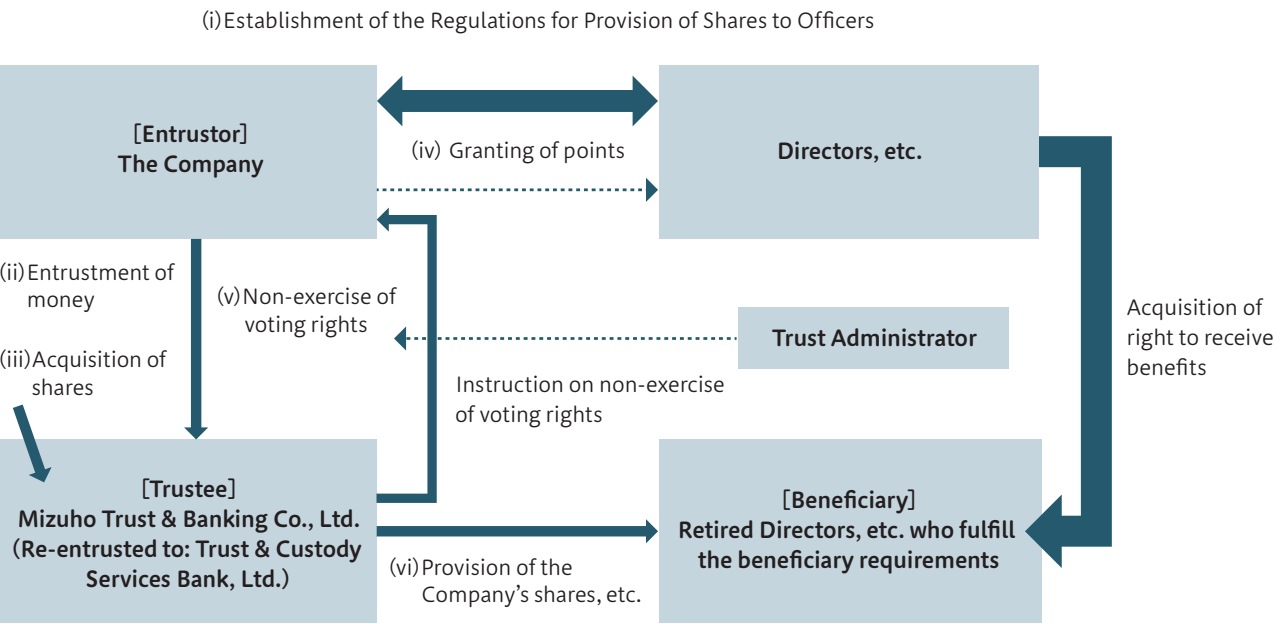 (i)Establishment of the Regulations for Provision of Shares to Officers
[Entrustor]
The Company
(iv) Granting of points
Directors, etc.
(ii)Entrustment of
money
(v)Non-exercise of
voting rights
(iii)Acquisition of
shares
Trust Administrator
Instruction on non-exercise
of voting rights
Acquisition of
right to receive
benefits
[Trustee]
Mizuho Trust & Banking Co., Ltd.
(Re-entrusted to: Trust & Custody
Services Bank, Ltd.)
(vi)Provision of the
Company’s shares, etc.
[Beneficiary]
Retired Directors, etc. who fulfill
the beneficiary requirements